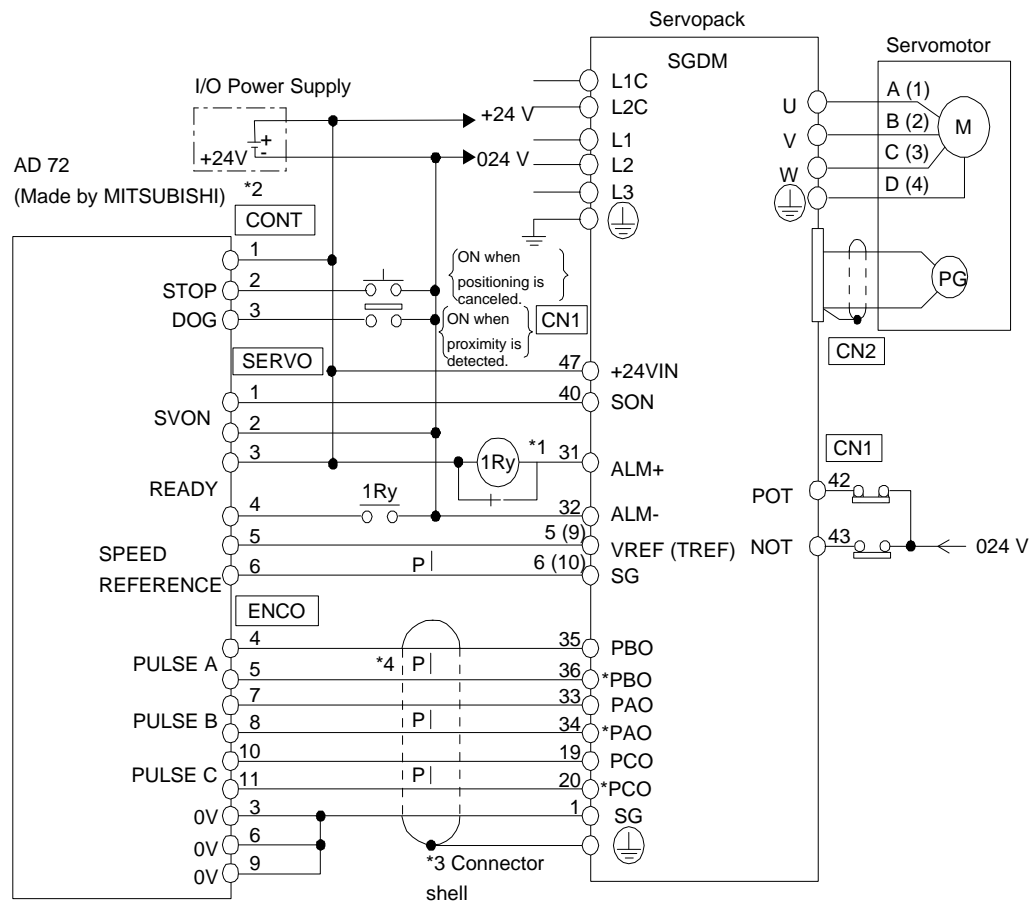 Servopack
SGDM
Servomotor
I/O Power Supply
+24V
+
-
*2
+24 V
024 V
AD 72
(Made by MITSUBISHI)
L1C
L2C
L1
L2
L3
U
V
W
A (1)
B (2)
C (3)
D (4)
M
PG
CN2
CONT
1
STOP 2
DOG 3
ON when
positioning is
canceled.
ON when
proximity is
detected.
CN1
SERVO
47 +24VIN
SVON
1
40 SON
2
3
1Ry
*1
31 ALM+
READY
4
1Ry
32 ALM-
SPEED
REFERENCE
5
5 (9) VREF (TREF)
6
P
6 (10) SG
CN1
POT 42
NOT 43
024 V
ENCO
PULSE A
4
35 PBO
*4 P
5
36 *PBO
PULSE B
7
33 PAO
P
8
34 *PAO
PULSE C
10
19 PCO
P
11
20 *PCO
0V 3
1 SG
0V 6
0V 9
*3 Connector
shell